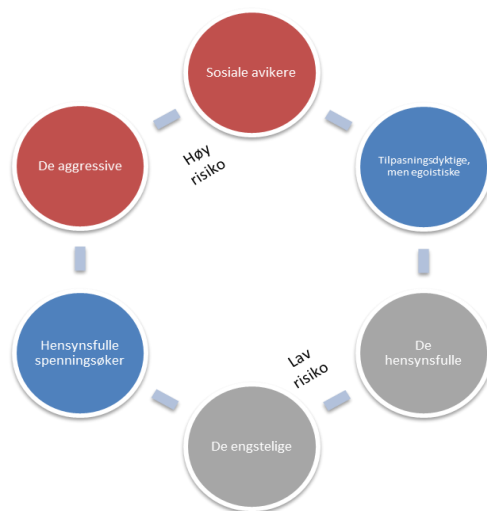 Sosiale avikere
De aggressive
Høy
risiko
Tilpasningsdyktige,
men egoistiske
Hensynsfulle
spenningsøker
Lav
risiko
De
hensynsfulle
De engstelige